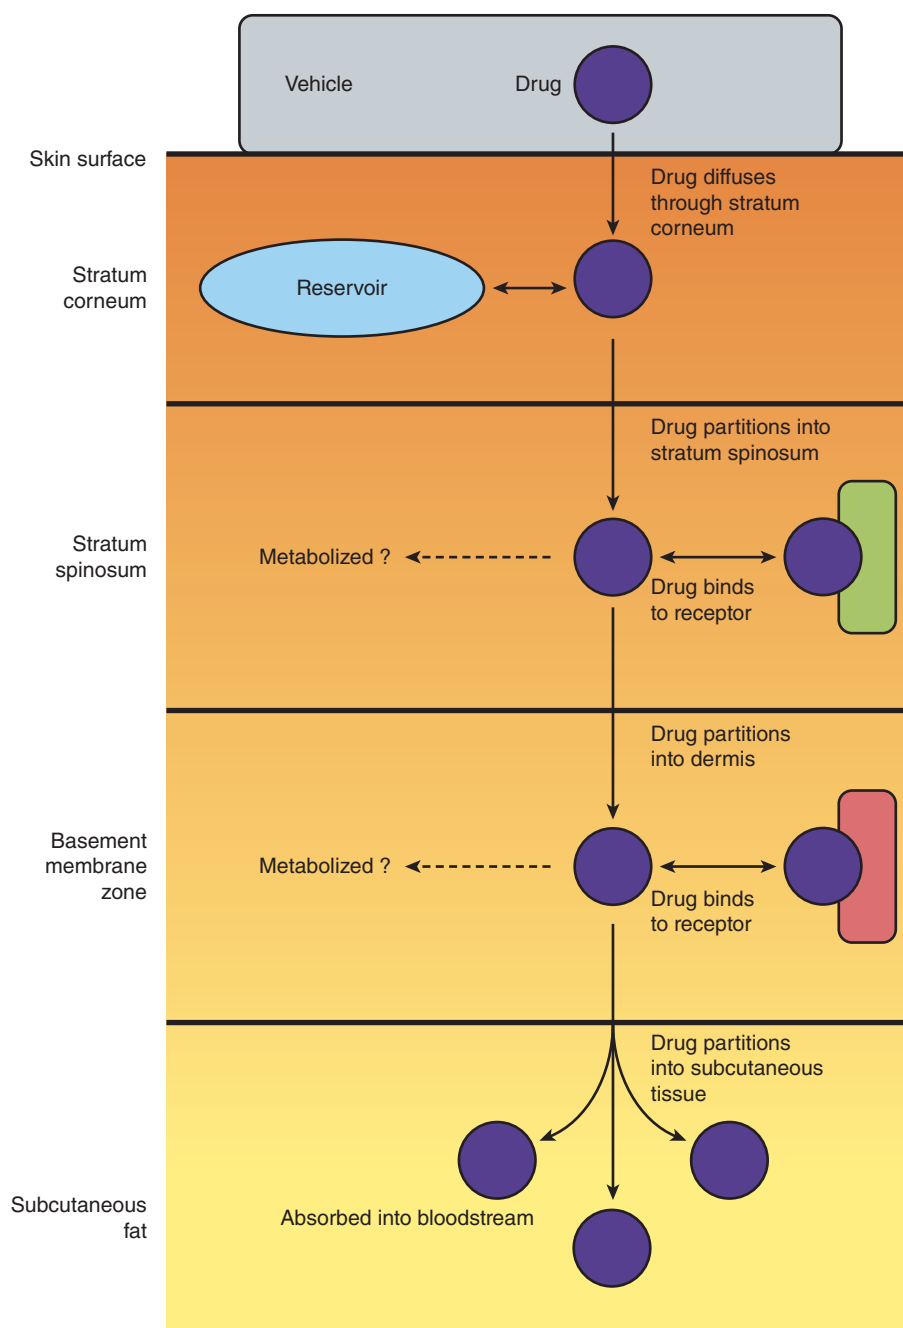 Vehicle
Drug
Skin surface
Drug diffuses
through stratum
corneum
Stratum
corneum
Reservoir
Drug partitions into
stratum spinosum
Stratum
spinosum
Metabolized ?
Drug binds
to receptor
Drug partitions
into dermis
Basement
membrane
zone
Metabolized ?
Drug binds
to receptor
Drug partitions
into subcutaneous
tissue
Subcutaneous
fat
Absorbed into bloodstream